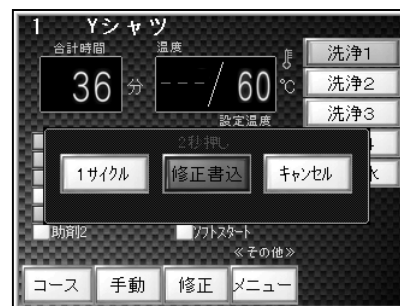 1 Yシャツ
合計時間 温度
36 分 ---/ 60 ℃
設定温度
洗浄1
洗浄2
洗浄3
2秒押し
1サイクル 修正書込 キャンセル
助剤2 ソフトスタート
≪その他≫
コース 手動 修正 メニュー